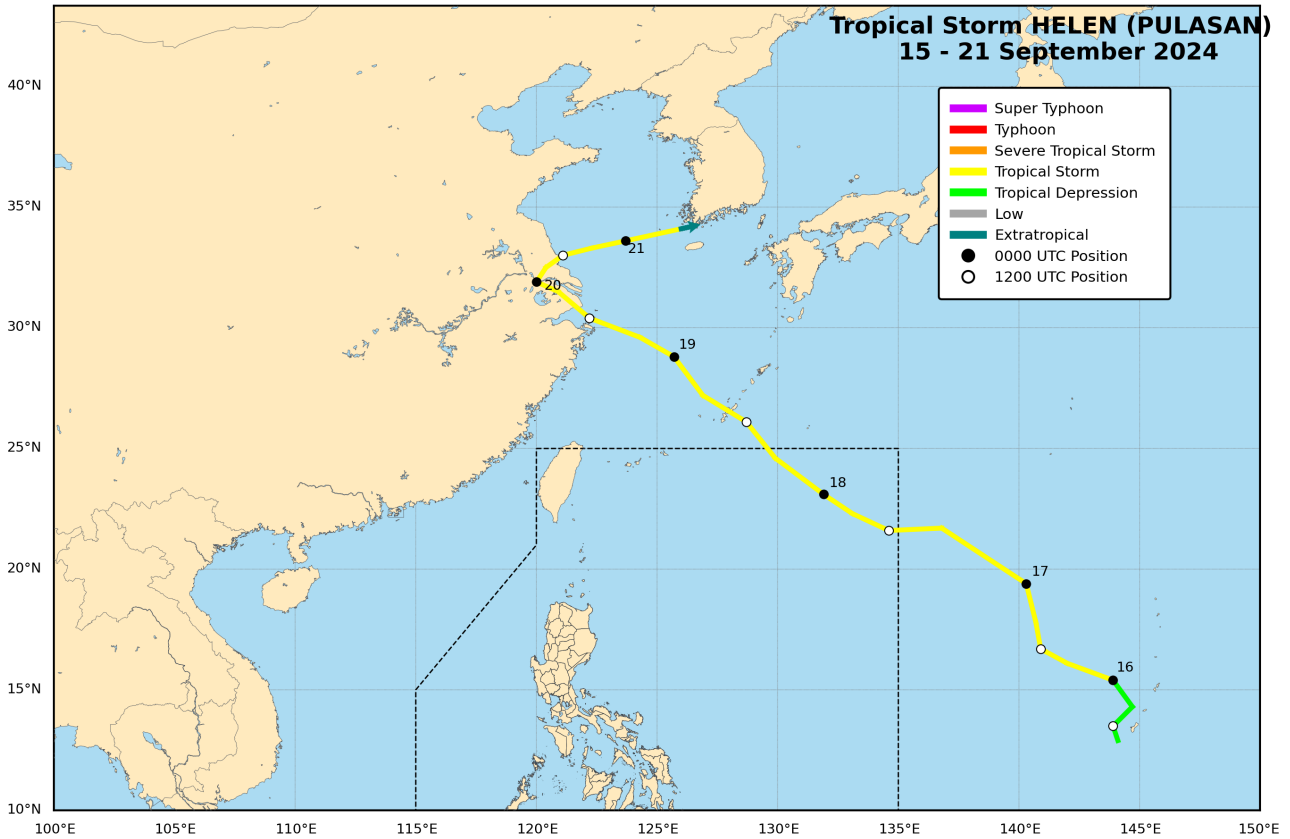 Tropical Storm HELEN (PULASAN)
15 - 21 September 2024
Super Typhoon
Typhoon
Severe Tropical Storm
Tropical Storm
Tropical Depression
Low
Extratropical
0000 UTC Position
1200 UTC Position
40°N
35°N
30°N
25°N
20°N
15°N
10°N
21
20
19
18
17
16
100°E
105°E
110°E
115°E
120°E
125°E
130°E
135°E
140°E
145°E
150°E